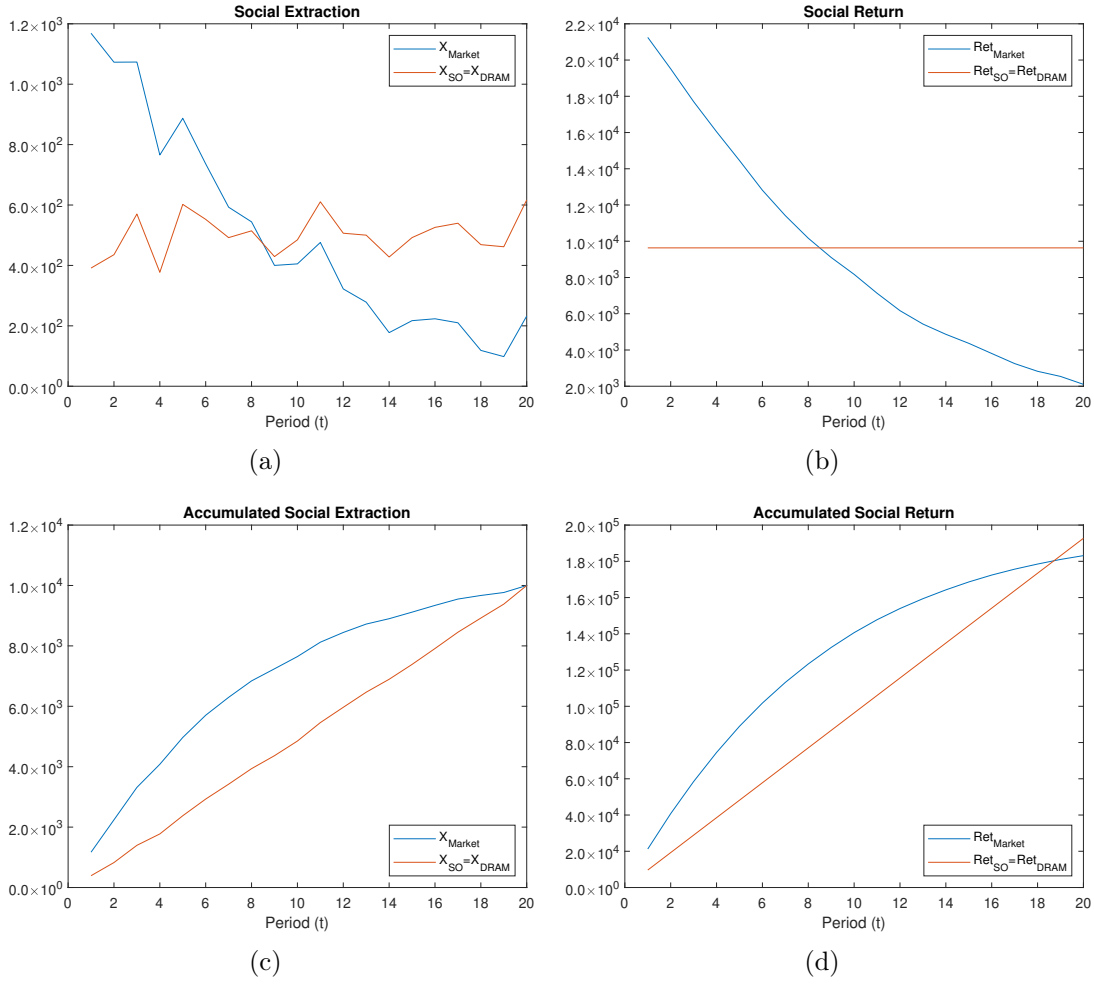 Social Extraction
1.2×10³
1.0×10³
8.0×10²
6.0×10²
4.0×10²
2.0×10²
0.0×10⁰
X_Market
X_SO=X_DRAM
0 2 4 6 8 10 12 14 16 18 20
Period (t)
(a)
Social Return
2.2×10⁴
2.0×10⁴
1.8×10⁴
1.6×10⁴
1.4×10⁴
1.2×10⁴
1.0×10⁴
8.0×10³
6.0×10³
4.0×10³
2.0×10³
Ret_Market
Ret_SO=Ret_DRAM
0 2 4 6 8 10 12 14 16 18 20
Period (t)
(b)
Accumulated Social Extraction
1.2×10⁴
1.0×10⁴
8.0×10³
6.0×10³
4.0×10³
2.0×10³
0.0×10⁰
X_Market
X_SO=X_DRAM
0 2 4 6 8 10 12 14 16 18 20
Period (t)
(c)
Accumulated Social Return
2.0×10⁵
1.8×10⁵
1.6×10⁵
1.4×10⁵
1.2×10⁵
1.0×10⁵
8.0×10⁴
6.0×10⁴
4.0×10⁴
2.0×10⁴
0.0×10⁰
Ret_Market
Ret_SO=Ret_DRAM
0 2 4 6 8 10 12 14 16 18 20
Period (t)
(d)